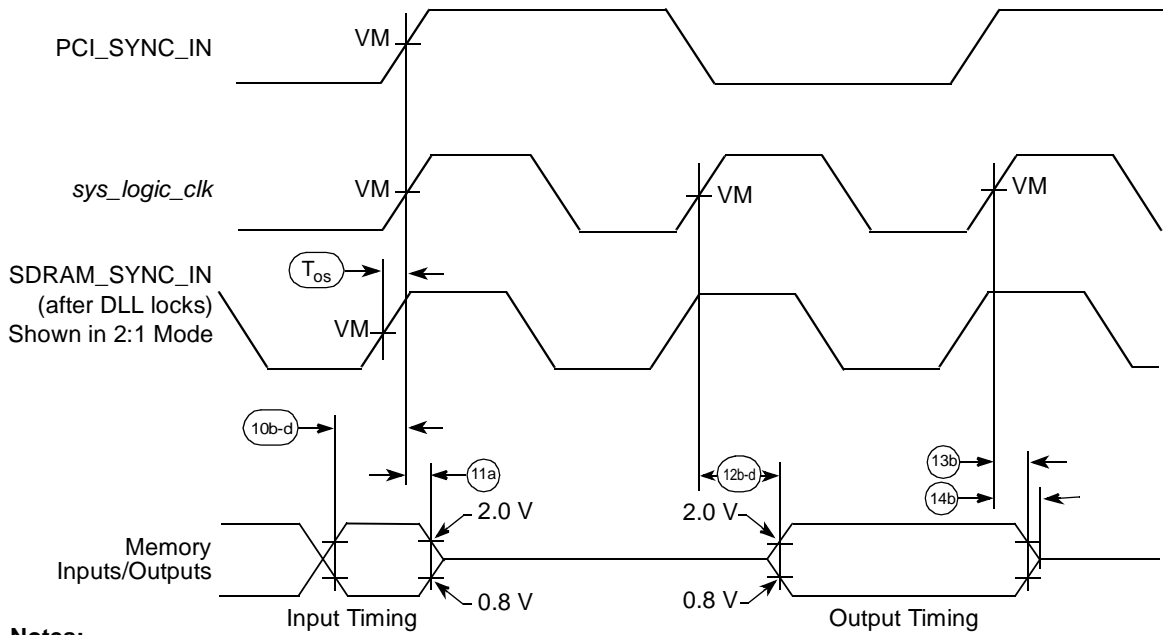 PCI_SYNC_IN
VM
sys_logic_clk
VM
VM
VM
SDRAM_SYNC_IN
(after DLL locks)
Shown in 2:1 Mode
Tos
VM
10b-d
11a
12b-d
13b
14b
2.0 V
2.0 V
Memory
Inputs/Outputs
0.8 V
0.8 V
Input Timing
Output Timing
Notes: